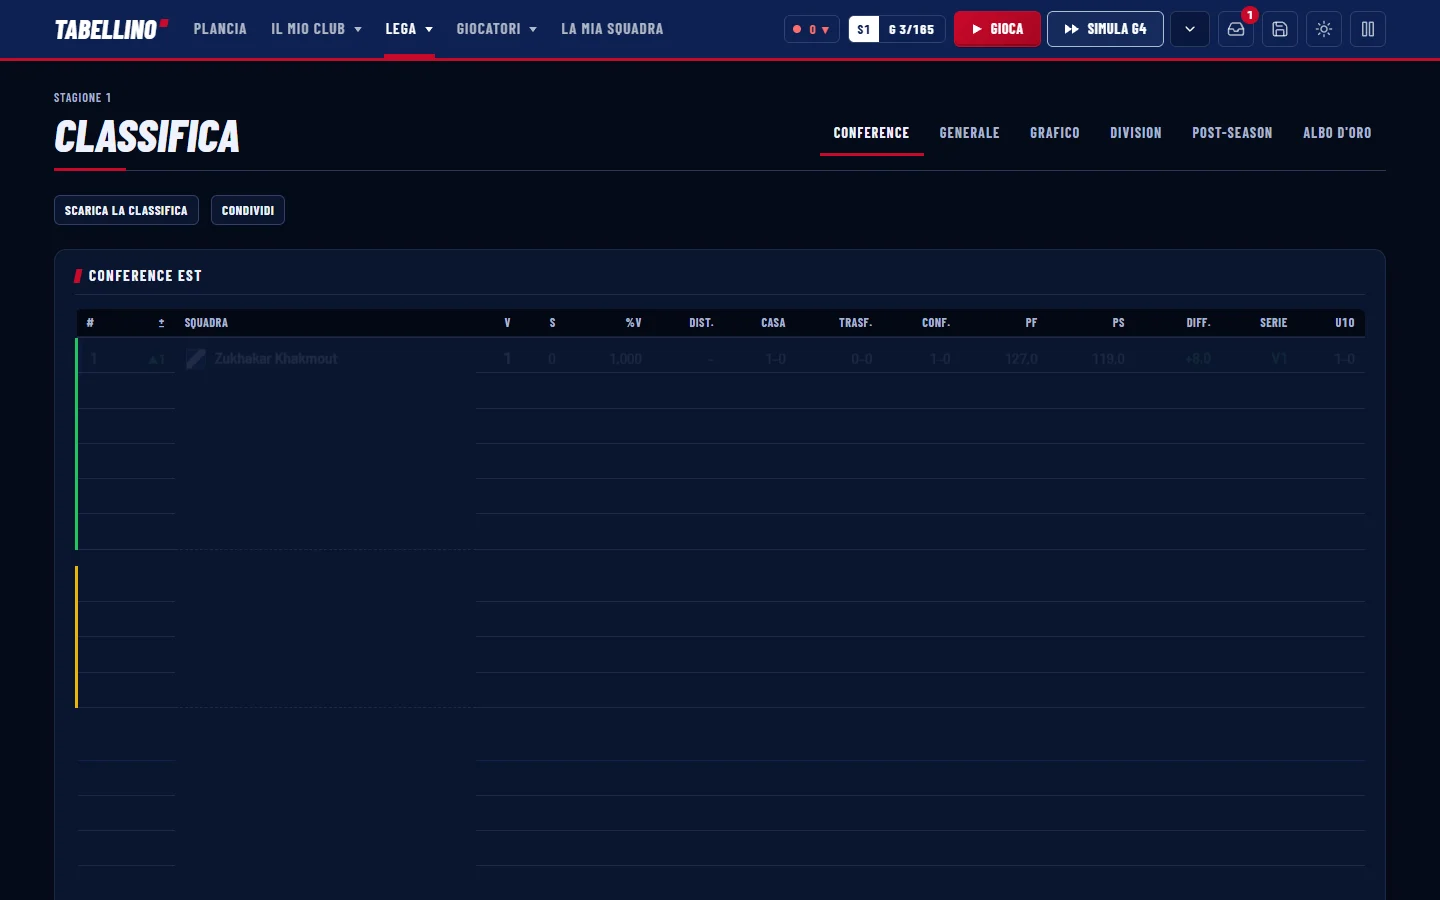 TABELLINO PLANCIA IL MIO CLUB LEGA GIOCATORI LA MIA SQUADRA 0 ▼ S1 G 3/165 GIOCA SIMULA G4 1
STAGIONE 1
CLASSIFICA
CONFERENCE GENERALE GRAFICO DIVISION POST-SEASON ALBO D'ORO
SCARICA LA CLASSIFICA CONDIVIDI
CONFERENCE EST
# ± SQUADRA V S %V DIST. CASA TRASF. CONF. PF PS DIFF. SERIE U10
1 ▲1 Zukhakar Khakmout 1 0 1,000 - 1-0 0-0 1-0 127,0 119,0 +8,0 V1 1-0